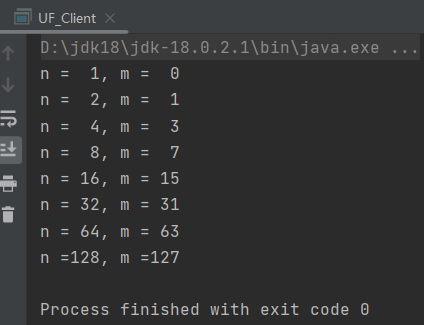 UF_Client
D:\jdk18\jdk-18.0.2.1\bin\java.exe ...
n =  1, m =  0
n =  2, m =  1
n =  4, m =  3
n =  8, m =  7
n = 16, m = 15
n = 32, m = 31
n = 64, m = 63
n =128, m =127
Process finished with exit code 0